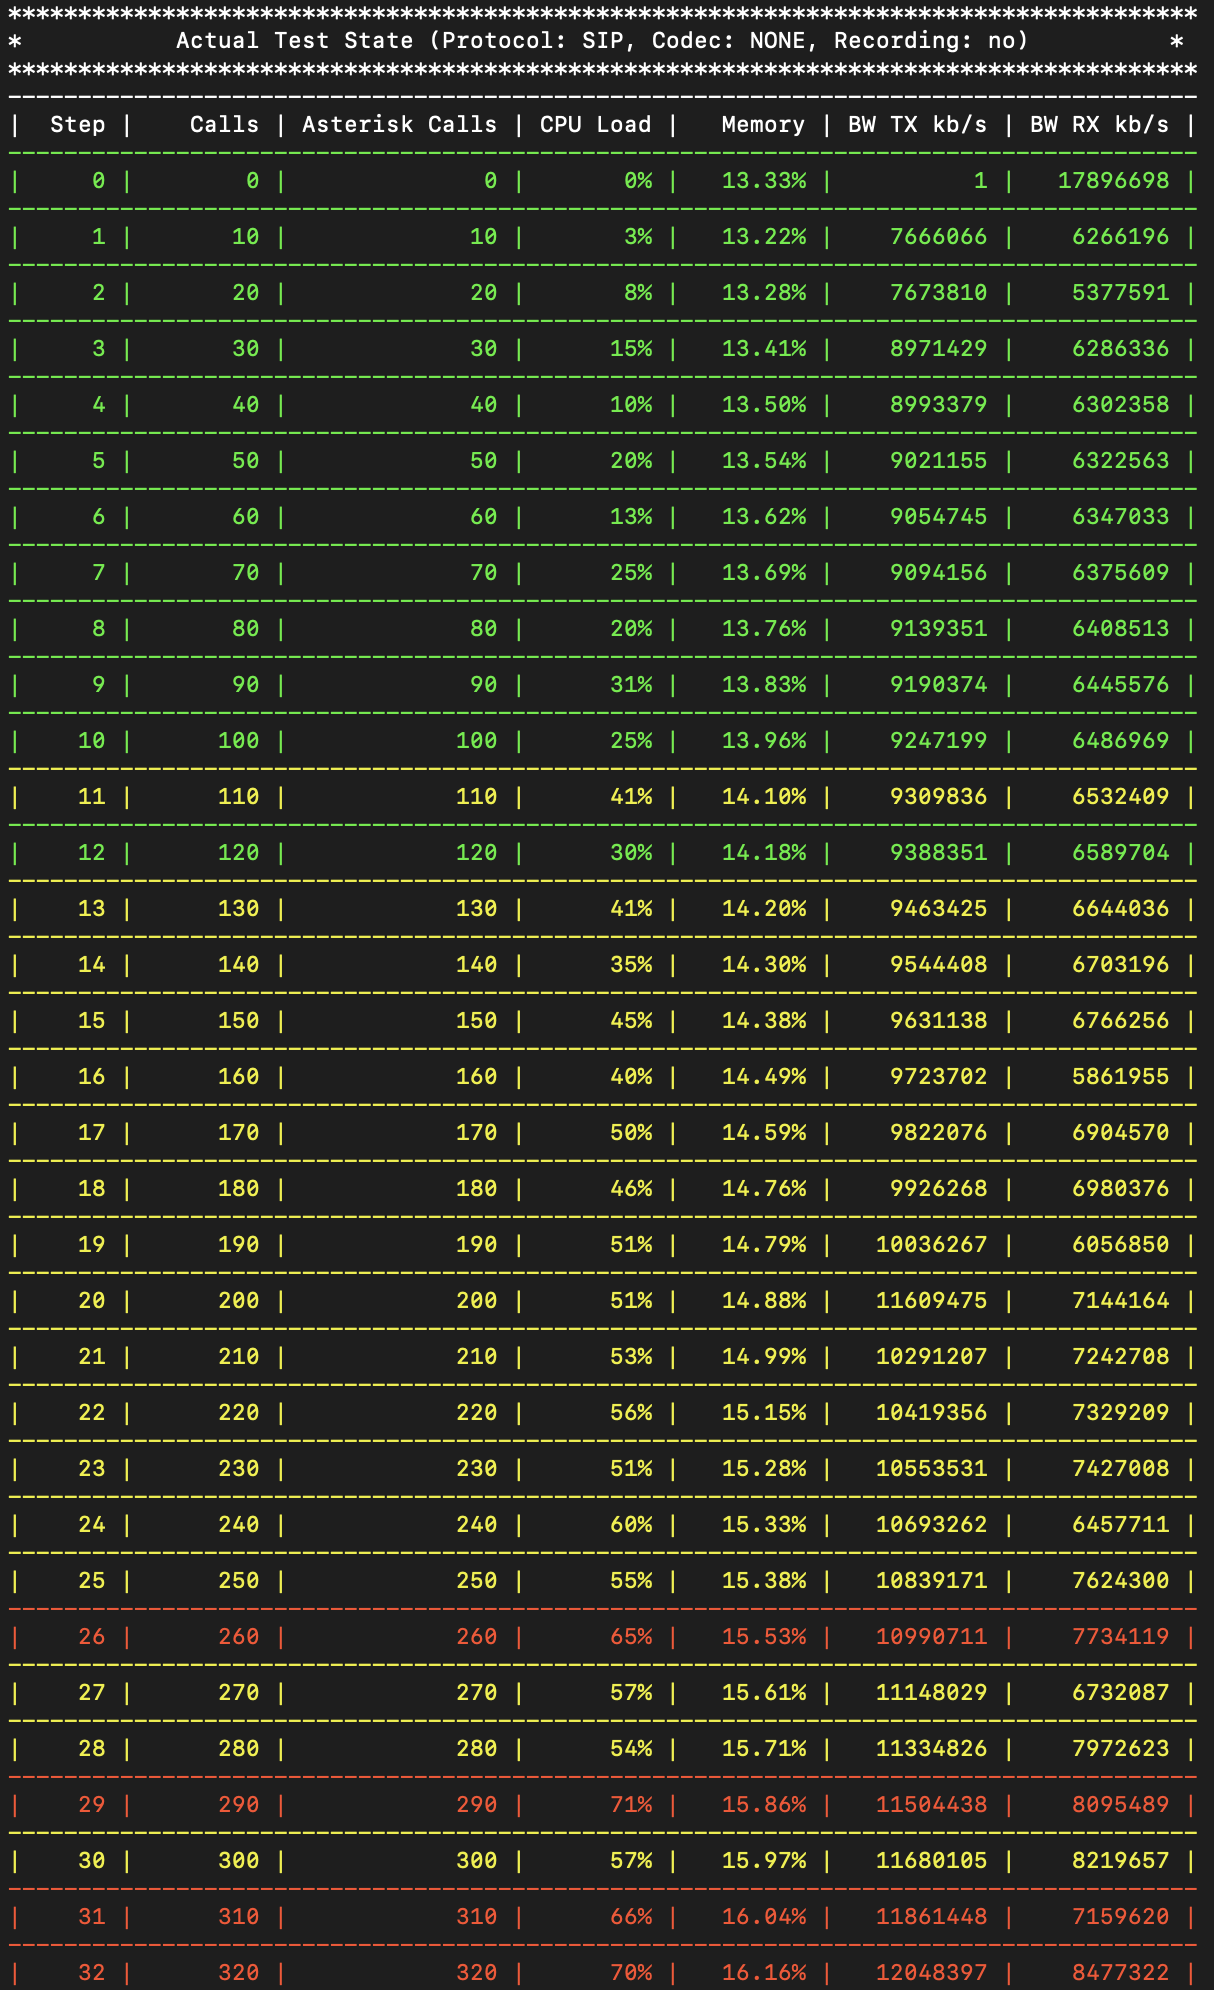 *************************************************************************************
*           Actual Test State (Protocol: SIP, Codec: NONE, Recording: no)          *
*************************************************************************************
-------------------------------------------------------------------------------------
|  Step |    Calls | Asterisk Calls | CPU Load |   Memory | BW TX kb/s | BW RX kb/s |
-------------------------------------------------------------------------------------
|     0 |        0 |              0 |       0% |   13.33% |          1 |   17896698 |
-------------------------------------------------------------------------------------
|     1 |       10 |             10 |       3% |   13.22% |    7666066 |    6266196 |
-------------------------------------------------------------------------------------
|     2 |       20 |             20 |       8% |   13.28% |    7673810 |    5377591 |
-------------------------------------------------------------------------------------
|     3 |       30 |             30 |      15% |   13.41% |    8971429 |    6286336 |
-------------------------------------------------------------------------------------
|     4 |       40 |             40 |      10% |   13.50% |    8993379 |    6302358 |
-------------------------------------------------------------------------------------
|     5 |       50 |             50 |      20% |   13.54% |    9021155 |    6322563 |
-------------------------------------------------------------------------------------
|     6 |       60 |             60 |      13% |   13.62% |    9054745 |    6347033 |
-------------------------------------------------------------------------------------
|     7 |       70 |             70 |      25% |   13.69% |    9094156 |    6375609 |
-------------------------------------------------------------------------------------
|     8 |       80 |             80 |      20% |   13.76% |    9139351 |    6408513 |
-------------------------------------------------------------------------------------
|     9 |       90 |             90 |      31% |   13.83% |    9190374 |    6445576 |
-------------------------------------------------------------------------------------
|    10 |      100 |            100 |      25% |   13.96% |    9247199 |    6486969 |
-------------------------------------------------------------------------------------
|    11 |      110 |            110 |      41% |   14.10% |    9309836 |    6532409 |
-------------------------------------------------------------------------------------
|    12 |      120 |            120 |      30% |   14.18% |    9388351 |    6589704 |
-------------------------------------------------------------------------------------
|    13 |      130 |            130 |      41% |   14.20% |    9463425 |    6644036 |
-------------------------------------------------------------------------------------
|    14 |      140 |            140 |      35% |   14.30% |    9544408 |    6703196 |
-------------------------------------------------------------------------------------
|    15 |      150 |            150 |      45% |   14.38% |    9631138 |    6766256 |
-------------------------------------------------------------------------------------
|    16 |      160 |            160 |      40% |   14.49% |    9723702 |    5861955 |
-------------------------------------------------------------------------------------
|    17 |      170 |            170 |      50% |   14.59% |    9822076 |    6904570 |
-------------------------------------------------------------------------------------
|    18 |      180 |            180 |      46% |   14.76% |    9926268 |    6980376 |
-------------------------------------------------------------------------------------
|    19 |      190 |            190 |      51% |   14.79% |   10036267 |    6056850 |
-------------------------------------------------------------------------------------
|    20 |      200 |            200 |      51% |   14.88% |   11609475 |    7144164 |
-------------------------------------------------------------------------------------
|    21 |      210 |            210 |      53% |   14.99% |   10291207 |    7242708 |
-------------------------------------------------------------------------------------
|    22 |      220 |            220 |      56% |   15.15% |   10419356 |    7329209 |
-------------------------------------------------------------------------------------
|    23 |      230 |            230 |      51% |   15.28% |   10553531 |    7427008 |
-------------------------------------------------------------------------------------
|    24 |      240 |            240 |      60% |   15.33% |   10693262 |    6457711 |
-------------------------------------------------------------------------------------
|    25 |      250 |            250 |      55% |   15.38% |   10839171 |    7624300 |
-------------------------------------------------------------------------------------
|    26 |      260 |            260 |      65% |   15.53% |   10990711 |    7734119 |
-------------------------------------------------------------------------------------
|    27 |      270 |            270 |      57% |   15.61% |   11148029 |    6732087 |
-------------------------------------------------------------------------------------
|    28 |      280 |            280 |      54% |   15.71% |   11334826 |    7972623 |
-------------------------------------------------------------------------------------
|    29 |      290 |            290 |      71% |   15.86% |   11504438 |    8095489 |
-------------------------------------------------------------------------------------
|    30 |      300 |            300 |      57% |   15.97% |   11680105 |    8219657 |
-------------------------------------------------------------------------------------
|    31 |      310 |            310 |      66% |   16.04% |   11861448 |    7159620 |
-------------------------------------------------------------------------------------
|    32 |      320 |            320 |      70% |   16.16% |   12048397 |    8477322 |